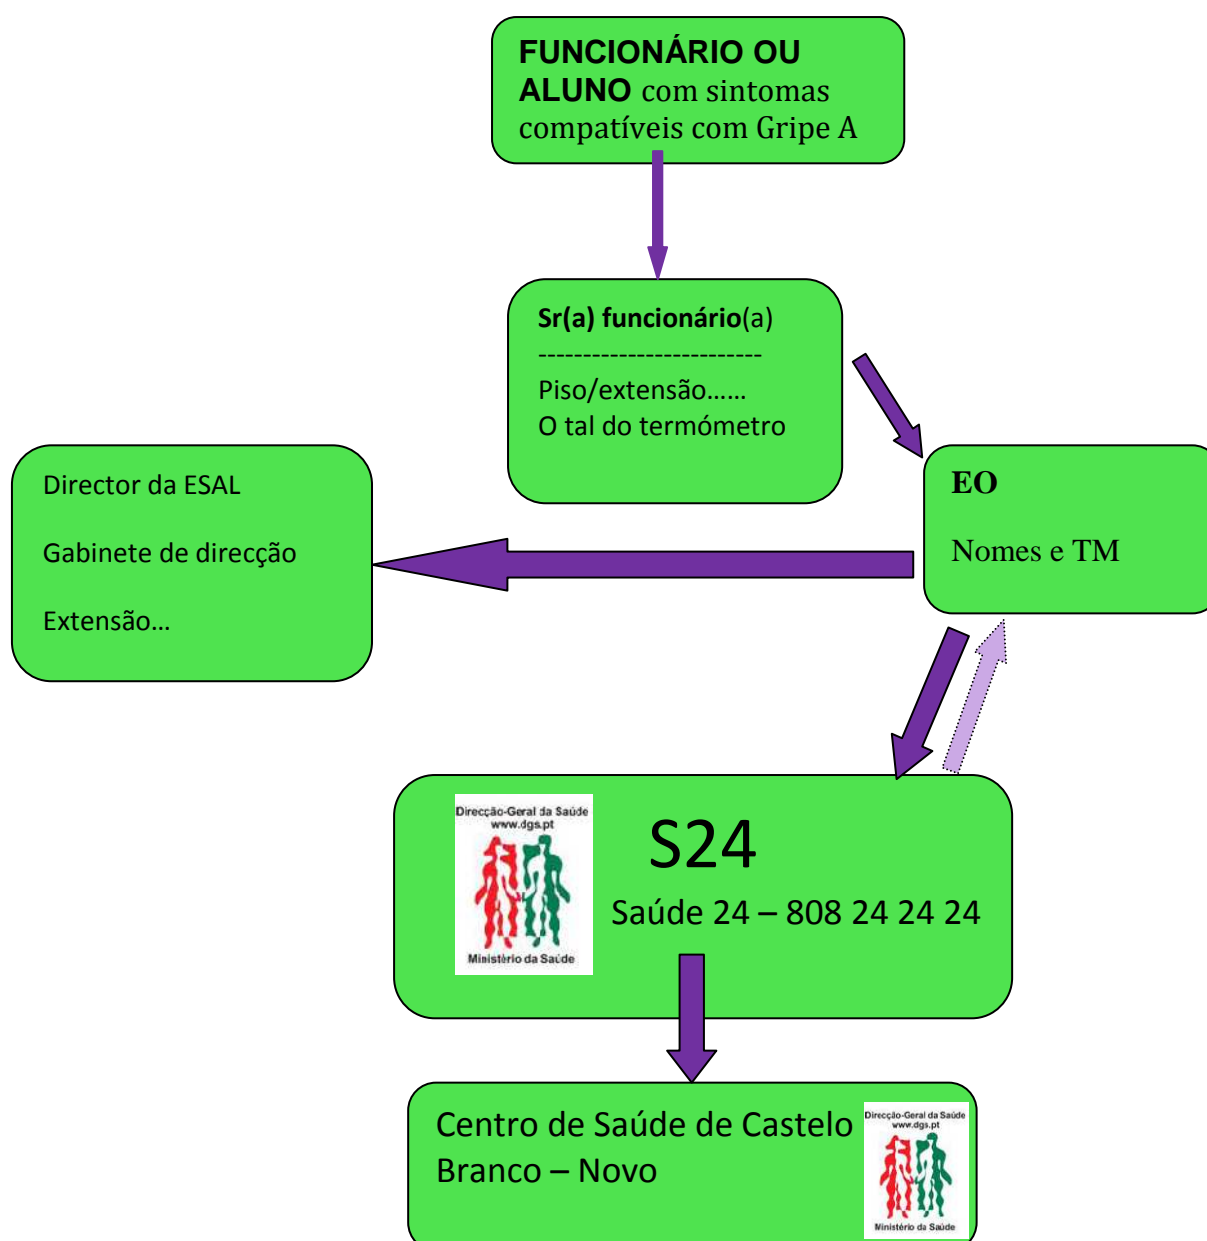 FUNCIONÁRIO OU
ALUNO com sintomas
compatíveis com Gripe A
Sr(a) funcionário(a)
-------------------------
Piso/extensão……
O tal do termómetro
Director da ESAL
Gabinete de direcção
Extensão…
EO
Nomes e TM
Direcção-Geral da Saúde
www.dgs.pt
Ministério da Saúde
S24
Saúde 24 – 808 24 24 24
Centro de Saúde de Castelo
Branco – Novo
Direcção-Geral da Saúde
www.dgs.pt
Ministério da Saúde